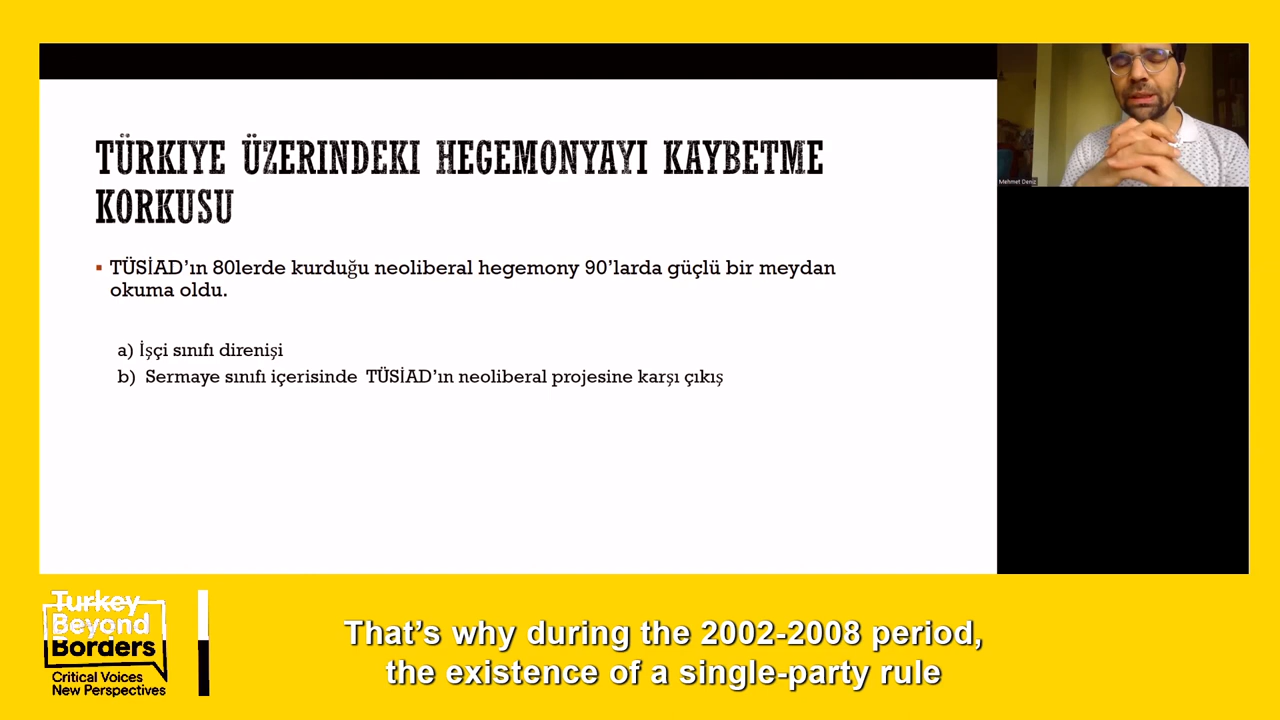 TÜRKIYE ÜZERINDEKI HEGEMONYAYI KAYBETME
KORKUSU
▪ TÜSİAD’ın 80lerde kurduğu neoliberal hegemony 90’larda güçlü bir meydan
okuma oldu.
a) İşçi sınıfı direnişi
b) Sermaye sınıfı içerisinde TÜSİAD’ın neoliberal projesine karşı çıkış
Mehmet Deniz
Turkey
Beyond
Borders
Critical Voices
New Perspectives
That’s why during the 2002-2008 period,
the existence of a single-party rule